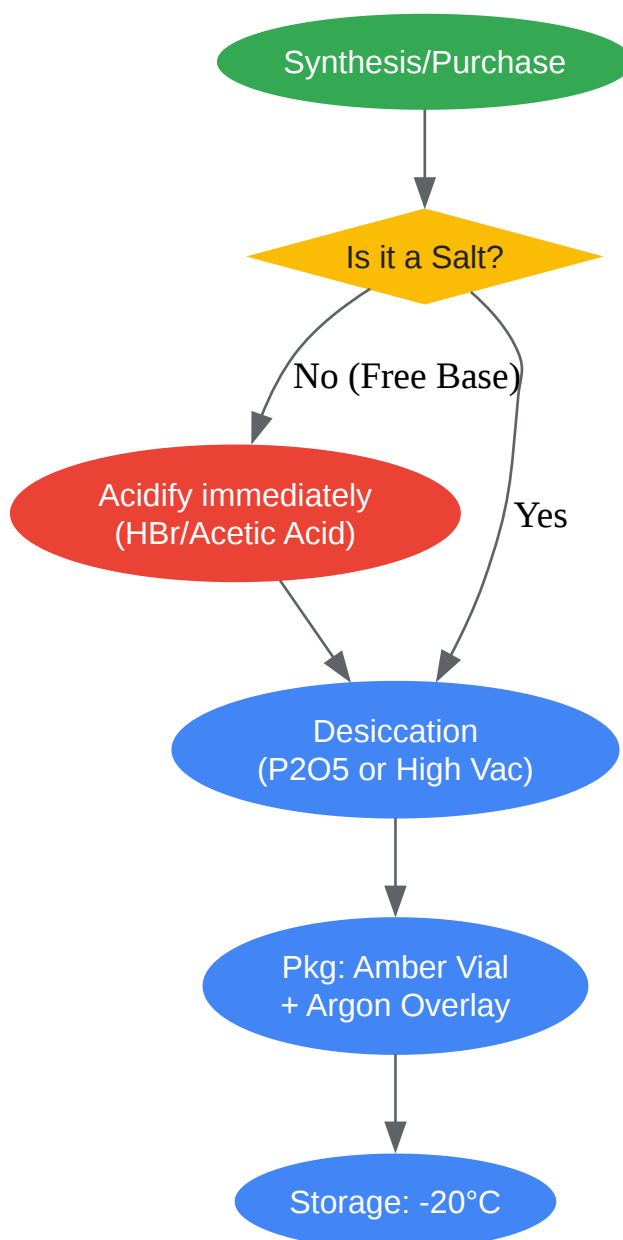 Synthesis/Purchase
Is it a Salt?
No (Free Base)
Acidify immediately
(HBr/Acetic Acid)
Yes
Desiccation
(P2O5 or High Vac)
Pkg: Amber Vial
+ Argon Overlay
Storage: -20°C